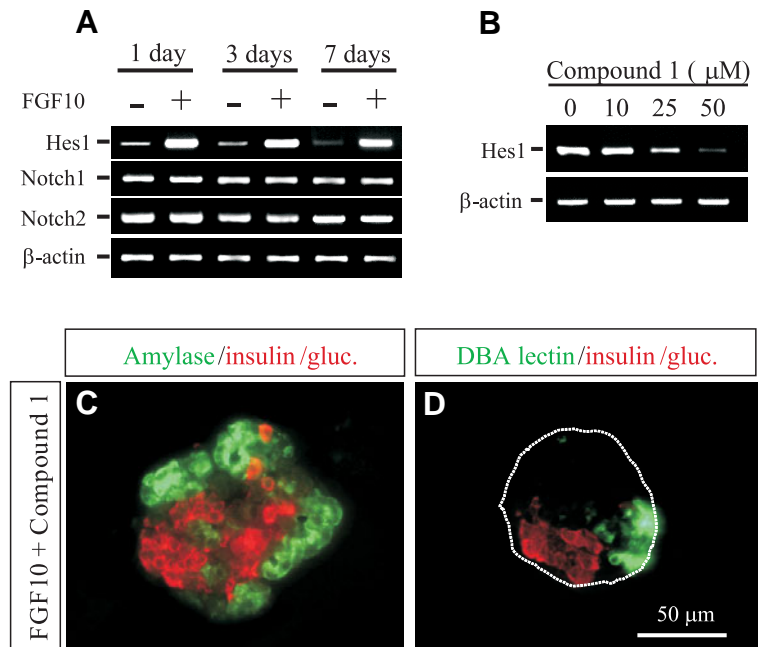 A
1 day 3 days 7 days
FGF10 – + – + – +
Hes1
Notch1
Notch2
β-actin
B
Compound 1 ( μM)
0 10 25 50
Hes1
β-actin
Amylase/insulin/gluc.
DBA lectin/insulin/gluc.
FGF10 + Compound 1
C
D
50 μm